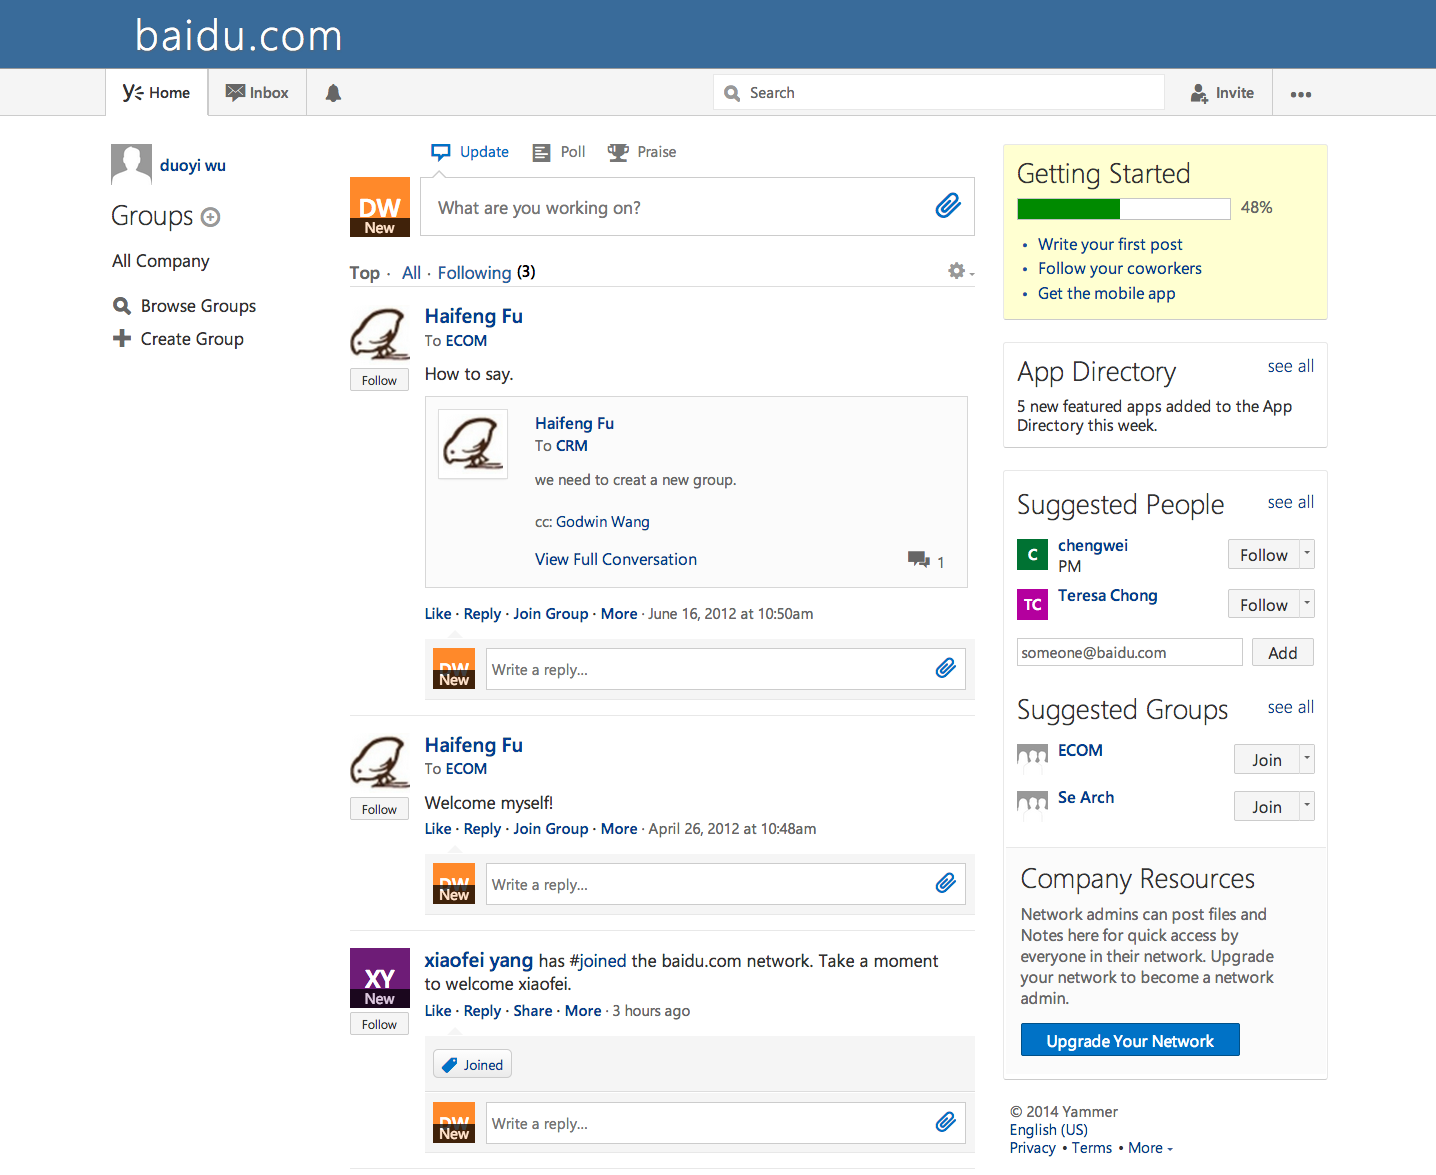 baidu.com
Home
Inbox
Search
Invite
duoyi wu
Groups
All Company
Browse Groups
Create Group
Update
Poll
Praise
DW
New
What are you working on?
Top · All · Following (3)
Haifeng Fu
To ECOM
Follow
How to say.
Haifeng Fu
To CRM
we need to creat a new group.
cc: Godwin Wang
View Full Conversation
1
Like · Reply · Join Group · More · June 16, 2012 at 10:50am
DW
New
Write a reply...
Haifeng Fu
To ECOM
Follow
Welcome myself!
Like · Reply · Join Group · More · April 26, 2012 at 10:48am
DW
New
Write a reply...
XY
New
Follow
xiaofei yang has #joined the baidu.com network. Take a moment
to welcome xiaofei.
Like · Reply · Share · More · 3 hours ago
Joined
DW
New
Write a reply...
Getting Started
48%
• Write your first post
• Follow your coworkers
• Get the mobile app
App Directory
see all
5 new featured apps added to the App
Directory this week.
Suggested People
see all
C
chengwei
PM
Follow
TC
Teresa Chong
Follow
someone@baidu.com
Add
Suggested Groups
see all
ECOM
Join
Se Arch
Join
Company Resources
Network admins can post files and
Notes here for quick access by
everyone in their network. Upgrade
your network to become a network
admin.
Upgrade Your Network
© 2014 Yammer
English (US)
Privacy • Terms • More